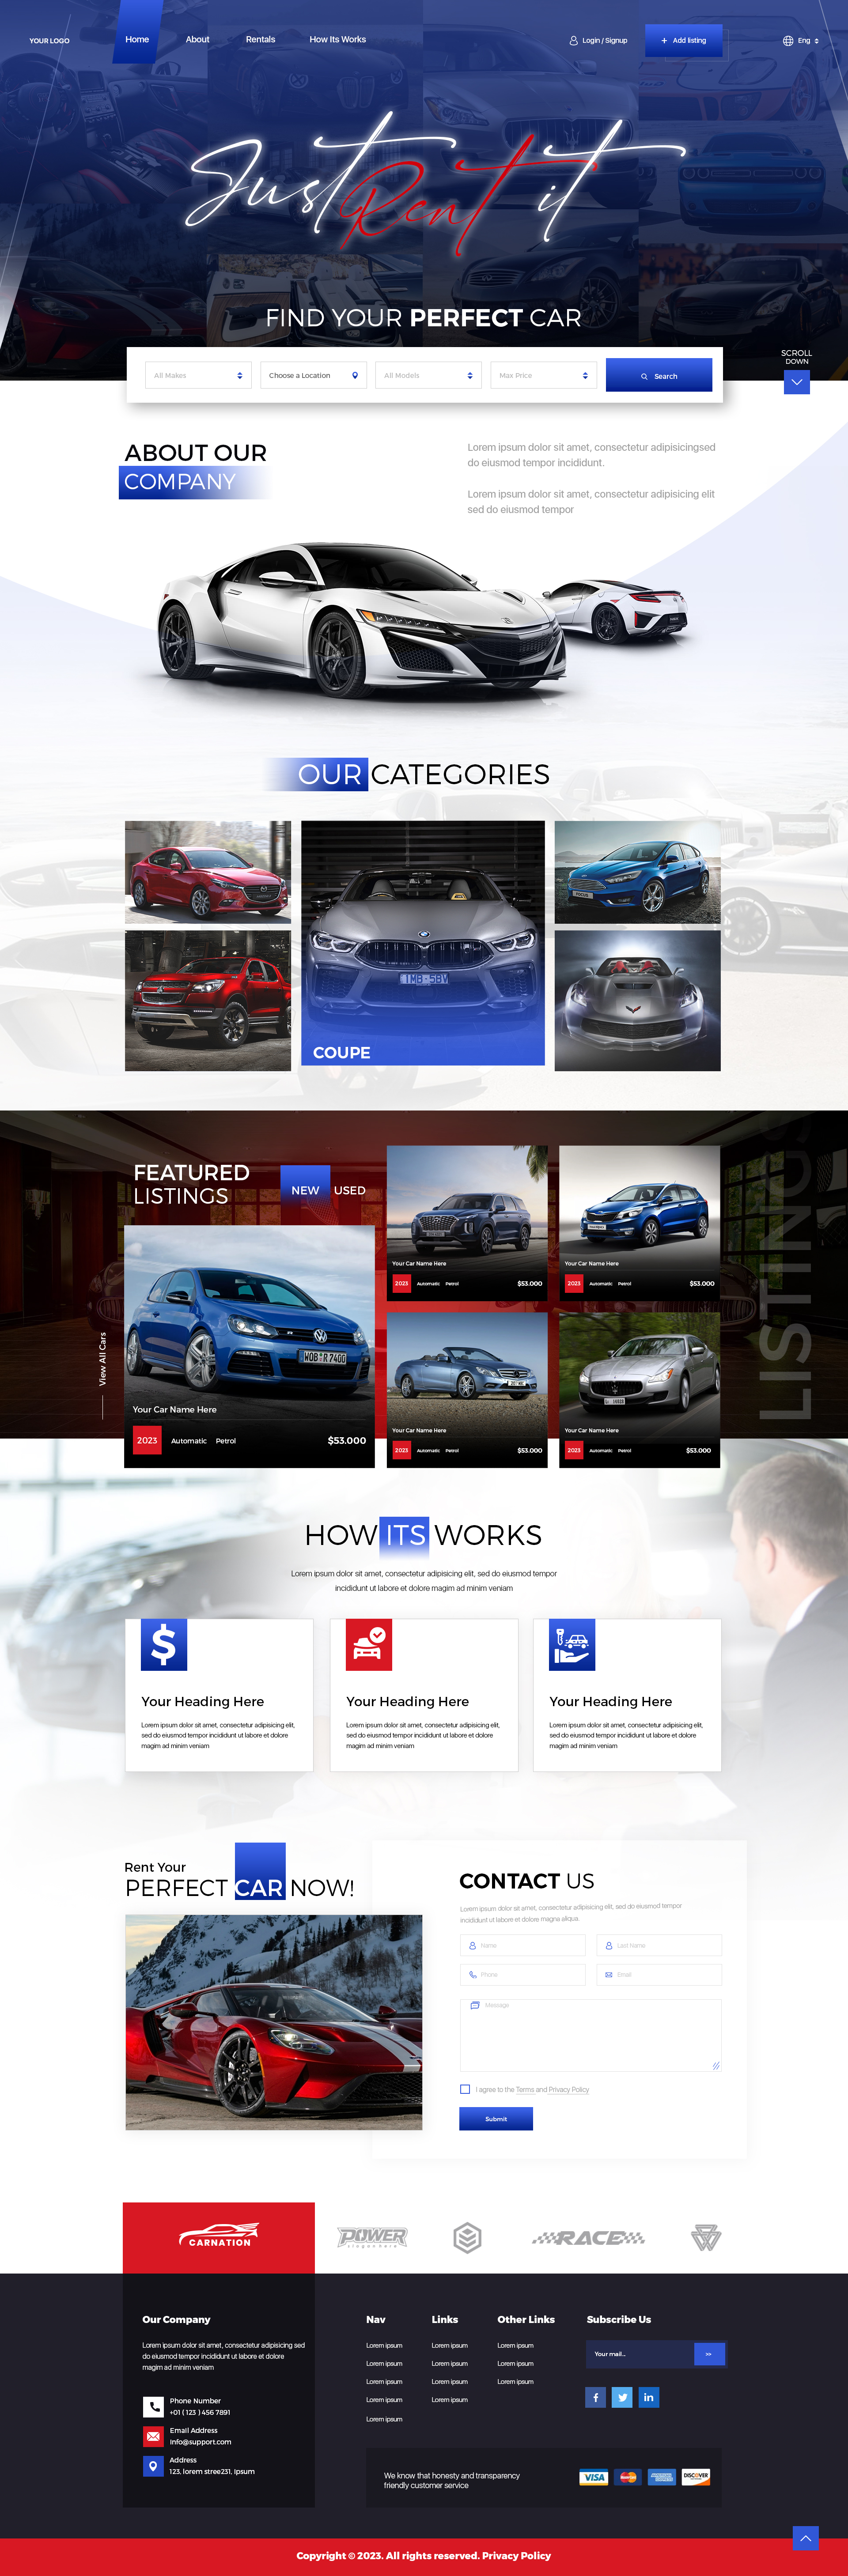 YOUR LOGO
Home
About
Rentals
How Its Works
Login / Signup
+ Add listing
Eng
Just Rent it
FIND YOUR PERFECT CAR
All Makes
Choose a Location
All Models
Max Price
Search
SCROLL
DOWN
ABOUT OUR
COMPANY
Lorem ipsum dolor sit amet, consectetur adipisicingsed
do eiusmod tempor incididunt.
Lorem ipsum dolor sit amet, consectetur adipisicing elit
sed do eiusmod tempor
OUR CATEGORIES
FOCUS
COUPE
FEATURED
LISTINGS
NEW
USED
View All Cars
LISTINGS
WOB R 7400
Your Car Name Here
2023
Automatic
Petrol
$53.000
Your Car Name Here
2023
Automatic
Petrol
$53.000
Your Car Name Here
2023
Automatic
Petrol
$53.000
Your Car Name Here
2023
Automatic
Petrol
$53.000
Your Car Name Here
2023
Automatic
Petrol
$53.000
HOW ITS WORKS
Lorem ipsum dolor sit amet, consectetur adipisicing elit, sed do eiusmod tempor
incididunt ut labore et dolore magim ad minim veniam
Your Heading Here
Lorem ipsum dolor sit amet, consectetur adipisicing elit,
sed do eiusmod tempor incididunt ut labore et dolore
magim ad minim veniam
Your Heading Here
Lorem ipsum dolor sit amet, consectetur adipisicing elit,
sed do eiusmod tempor incididunt ut labore et dolore
magim ad minim veniam
Your Heading Here
Lorem ipsum dolor sit amet, consectetur adipisicing elit,
sed do eiusmod tempor incididunt ut labore et dolore
magim ad minim veniam
Rent Your
PERFECT CAR NOW!
CONTACT US
Lorem ipsum dolor sit amet, consectetur adipisicing elit, sed do eiusmod tempor
incididunt ut labore et dolore magna aliqua.
Name
Last Name
Phone
Email
Message
I agree to the Terms and Privacy Policy
Submit
CARNATION
POWER
slogan here
RACE
Our Company
Lorem ipsum dolor sit amet, consectetur adipisicing sed
do eiusmod tempor incididunt ut labore et dolore
magim ad minim veniam
Phone Number
+01 ( 123 ) 456 7891
Email Address
Info@support.com
Address
123, lorem stree231, Ipsum
Nav
Lorem ipsum
Lorem ipsum
Lorem ipsum
Lorem ipsum
Lorem ipsum
Links
Lorem ipsum
Lorem ipsum
Lorem ipsum
Lorem ipsum
Other Links
Lorem ipsum
Lorem ipsum
Lorem ipsum
Subscribe Us
Your mail...
>>
f
in
We know that honesty and transparency
friendly customer service
VISA
MasterCard
AMERICAN EXPRESS
DISCOVER
Copyright © 2023. All rights reserved. Privacy Policy